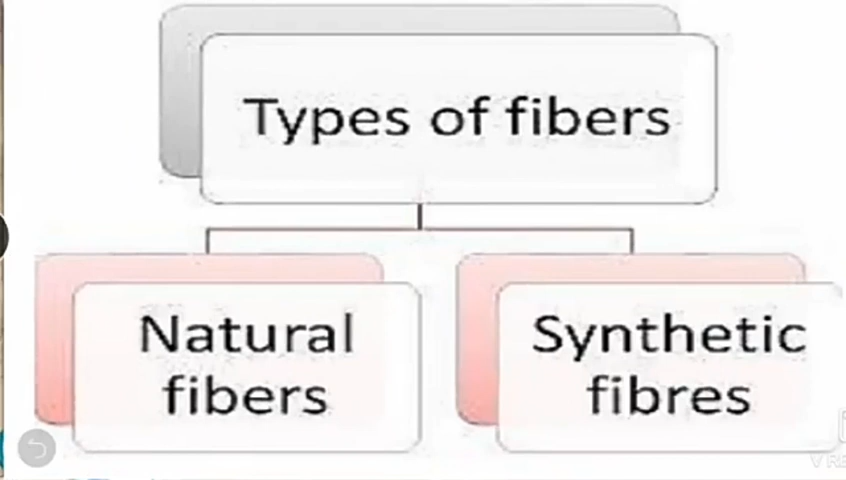 Types of fibers
Natural
fibers
Synthetic
fibres